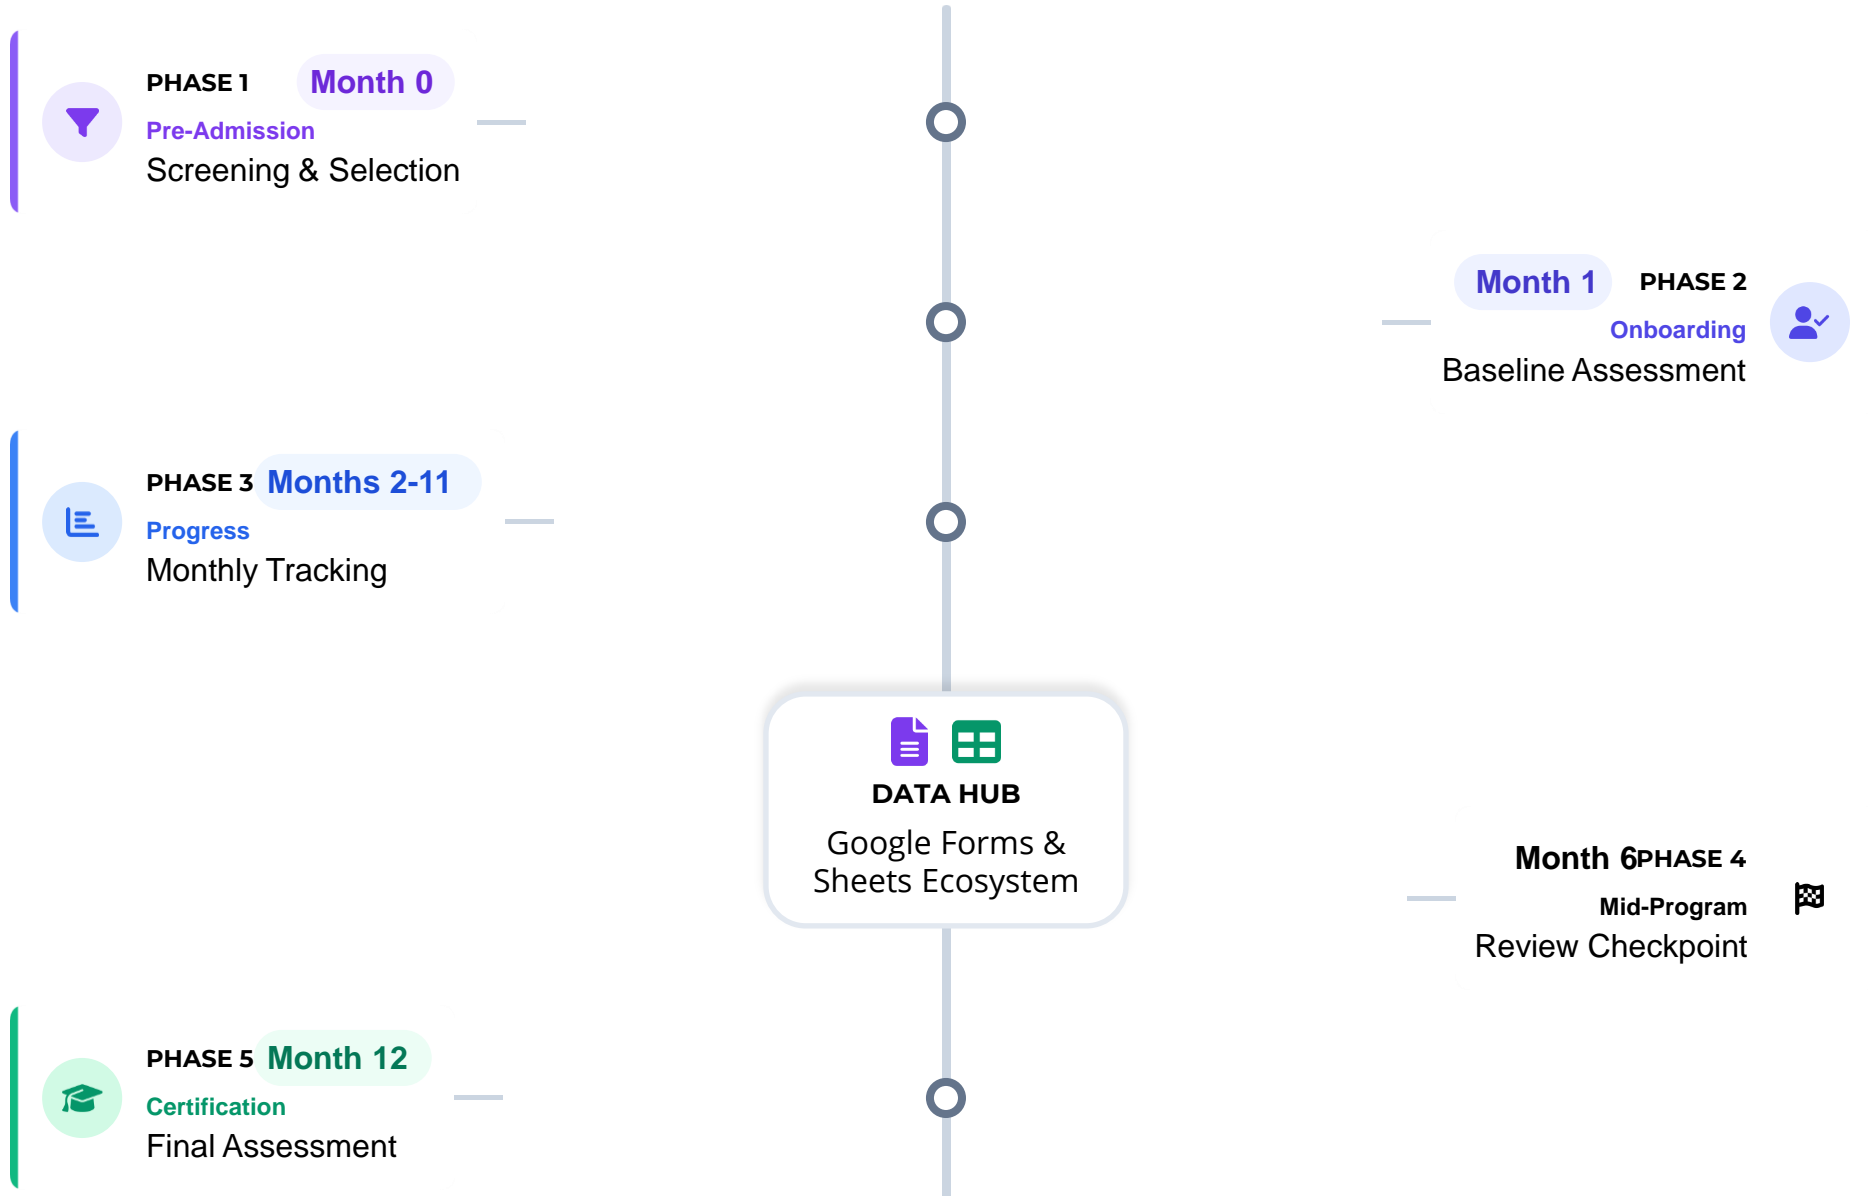 PHASE 1 Month 0
Pre-Admission
Screening & Selection
Month 1 PHASE 2
Onboarding
Baseline Assessment
PHASE 3 Months 2-11
Progress
Monthly Tracking
DATA HUB
Google Forms &
Sheets Ecosystem
Month 6 PHASE 4
Mid-Program
Review Checkpoint
PHASE 5 Month 12
Certification
Final Assessment